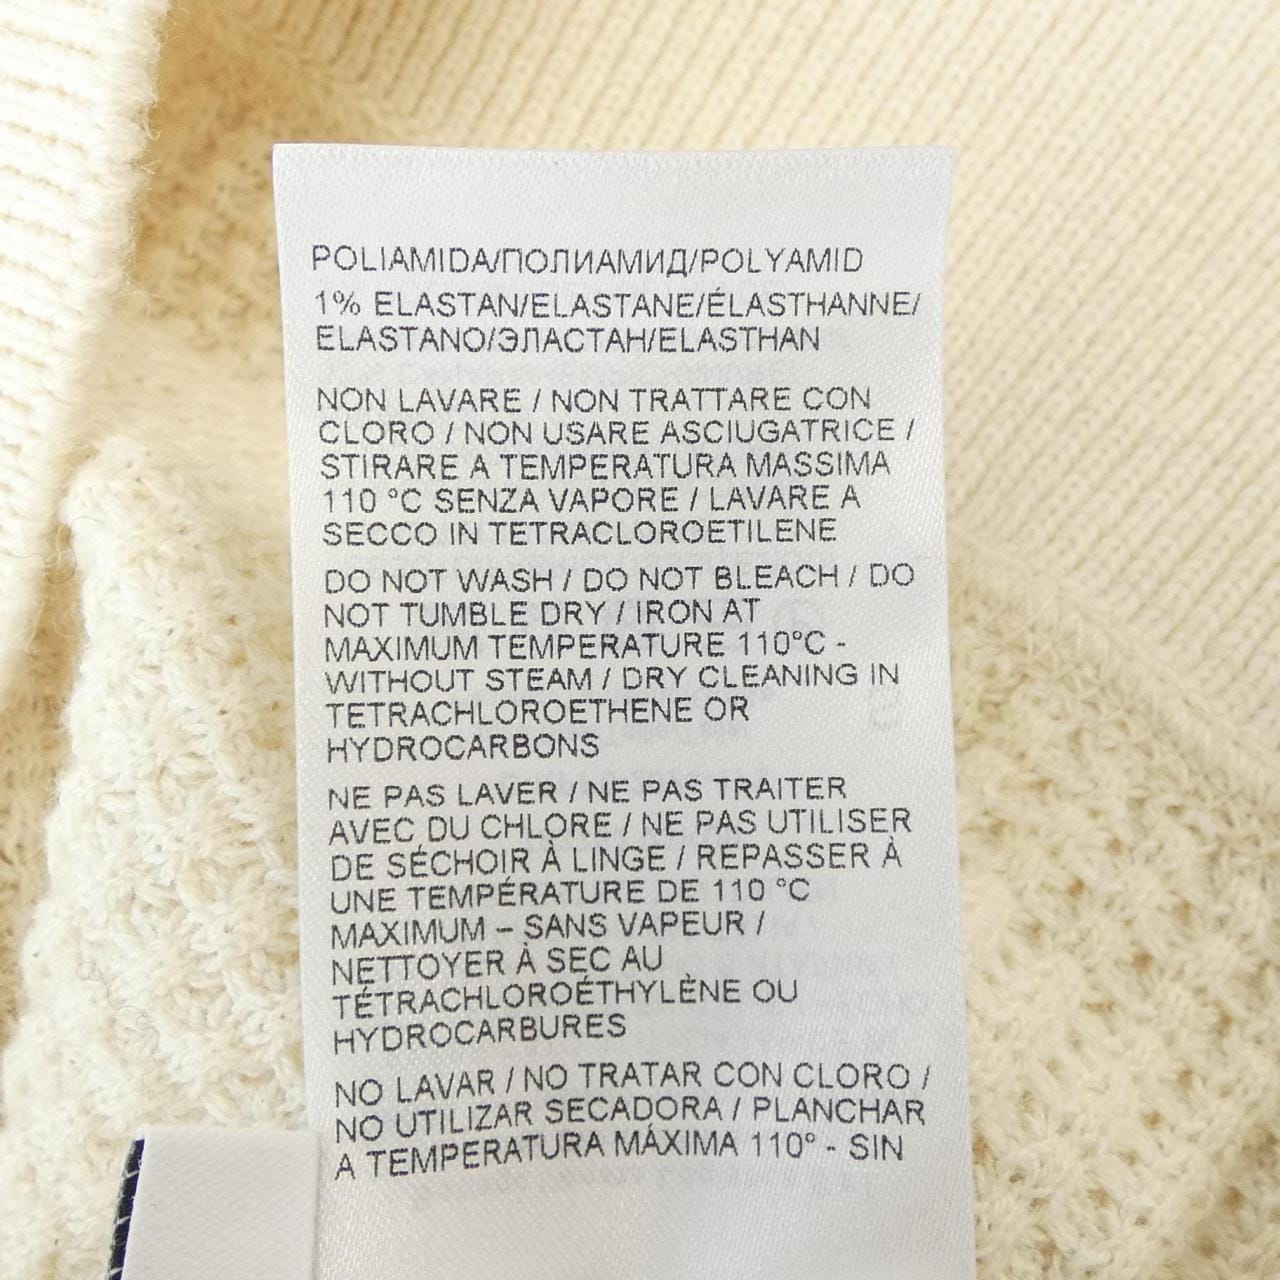 POLIAMIDA/ПОЛИАМИД/POLYAMID
1% ELASTAN/ELASTANE/ÉLASTHANNE/
ELASTANO/ЭЛАСТАН/ELASTHAN
NON LAVARE / NON TRATTARE CON
CLORO / NON USARE ASCIUGATRICE /
STIRARE A TEMPERATURA MASSIMA
110 °C SENZA VAPORE / LAVARE A
SECCO IN TETRACLOROETILENE
DO NOT WASH / DO NOT BLEACH / DO
NOT TUMBLE DRY / IRON AT
MAXIMUM TEMPERATURE 110°C -
WITHOUT STEAM / DRY CLEANING IN
TETRACHLOROETHENE OR
HYDROCARBONS
NE PAS LAVER / NE PAS TRAITER
AVEC DU CHLORE / NE PAS UTILISER
DE SÉCHOIR À LINGE / REPASSER À
UNE TEMPÉRATURE DE 110 °C
MAXIMUM – SANS VAPEUR /
NETTOYER À SEC AU
TÉTRACHLOROÉTHYLÈNE OU
HYDROCARBURES
NO LAVAR / NO TRATAR CON CLORO /
NO UTILIZAR SECADORA / PLANCHAR
A TEMPERATURA MÁXIMA 110° - SIN